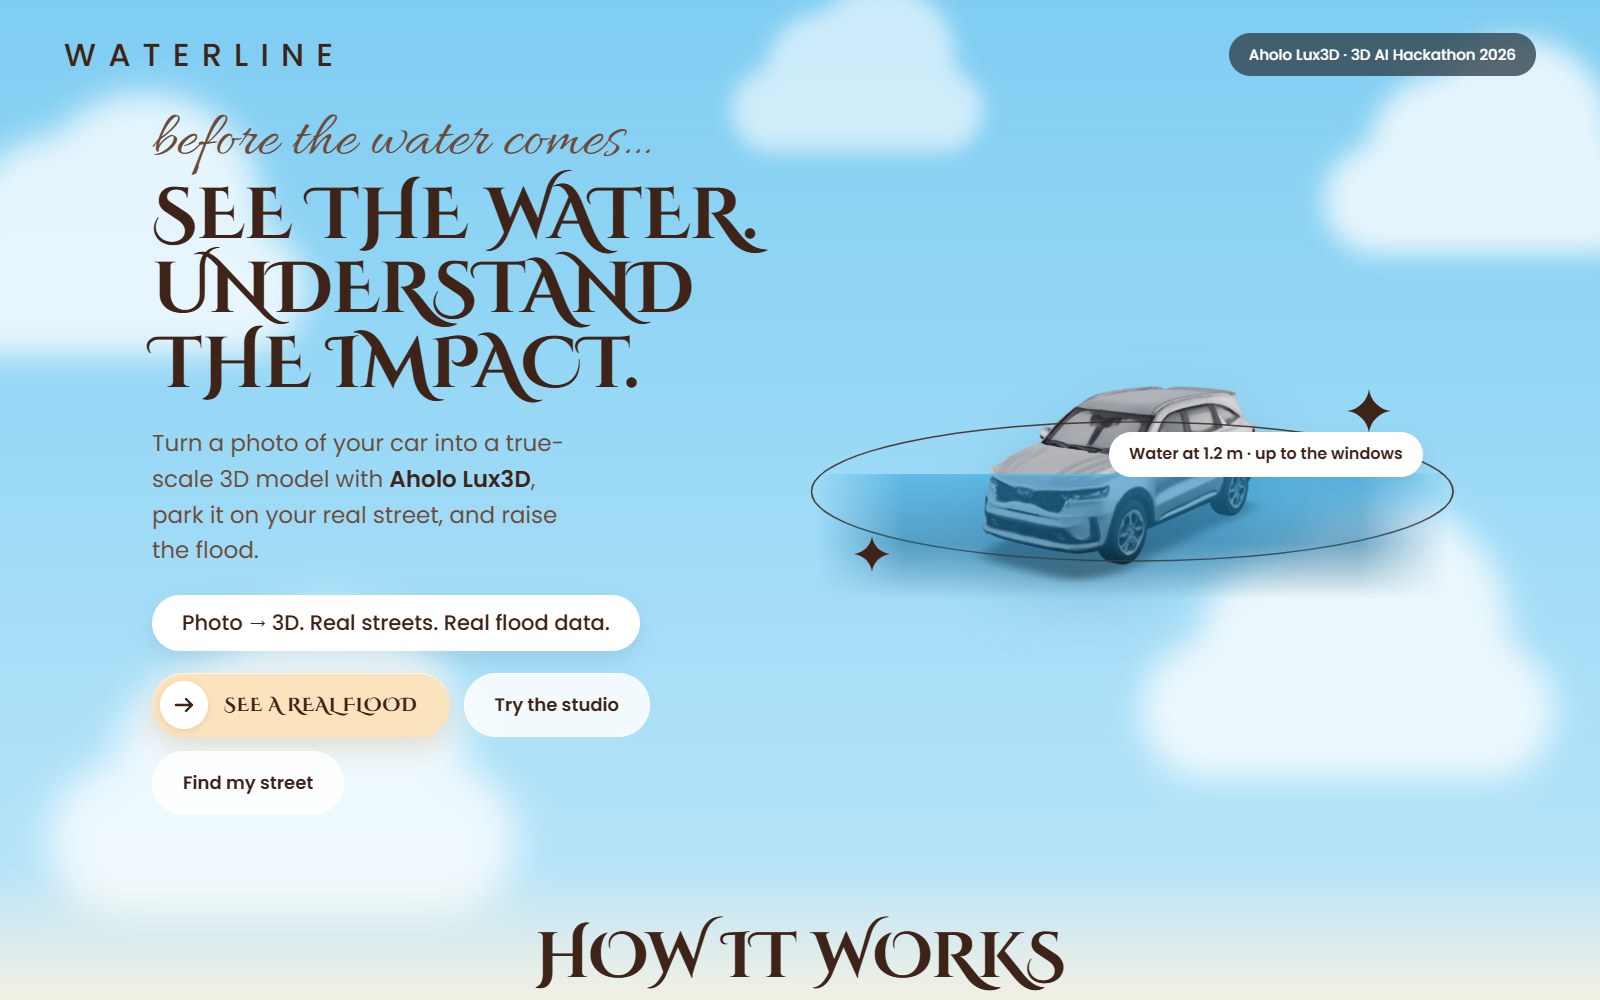 WATERLINE
Aholo Lux3D · 3D AI Hackathon 2026
before the water comes...
SEE THE WATER.
UNDERSTAND
THE IMPACT.
Turn a photo of your car into a true-
scale 3D model with Aholo Lux3D,
park it on your real street, and raise
the flood.
Water at 1.2 m · up to the windows
Photo → 3D. Real streets. Real flood data.
SEE A REAL FLOOD
Try the studio
Find my street
HOW IT WORKS